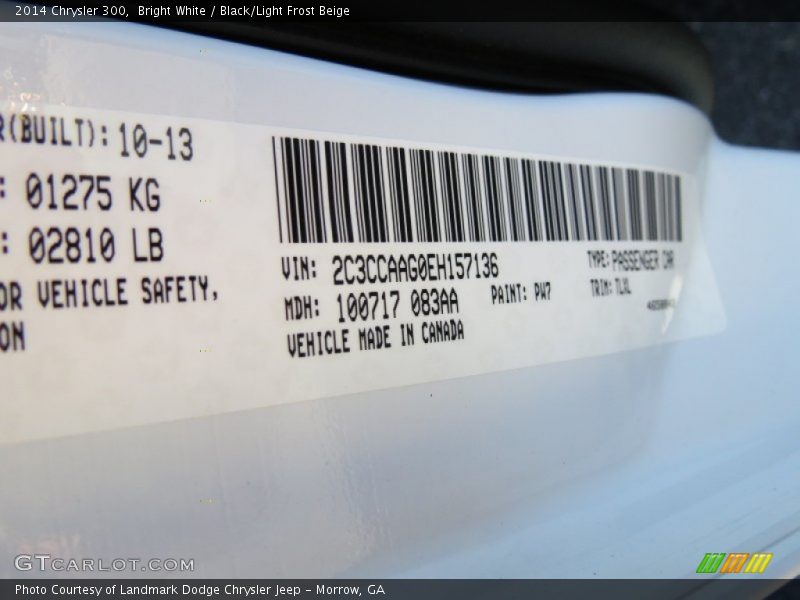 2014 Chrysler 300, Bright White / Black/Light Frost Beige
R(BUILT): 10-13
: 01275 KG
: 02810 LB
OR VEHICLE SAFETY,
ON
VIN: 2C3CCAAG0EH157136
TYPE: PASSENGER CAR
MDH: 100717 083AA
PAINT: PW7
TRIM: TLVL
VEHICLE MADE IN CANADA
GTCARLOT.COM
Photo Courtesy of Landmark Dodge Chrysler Jeep - Morrow, GA